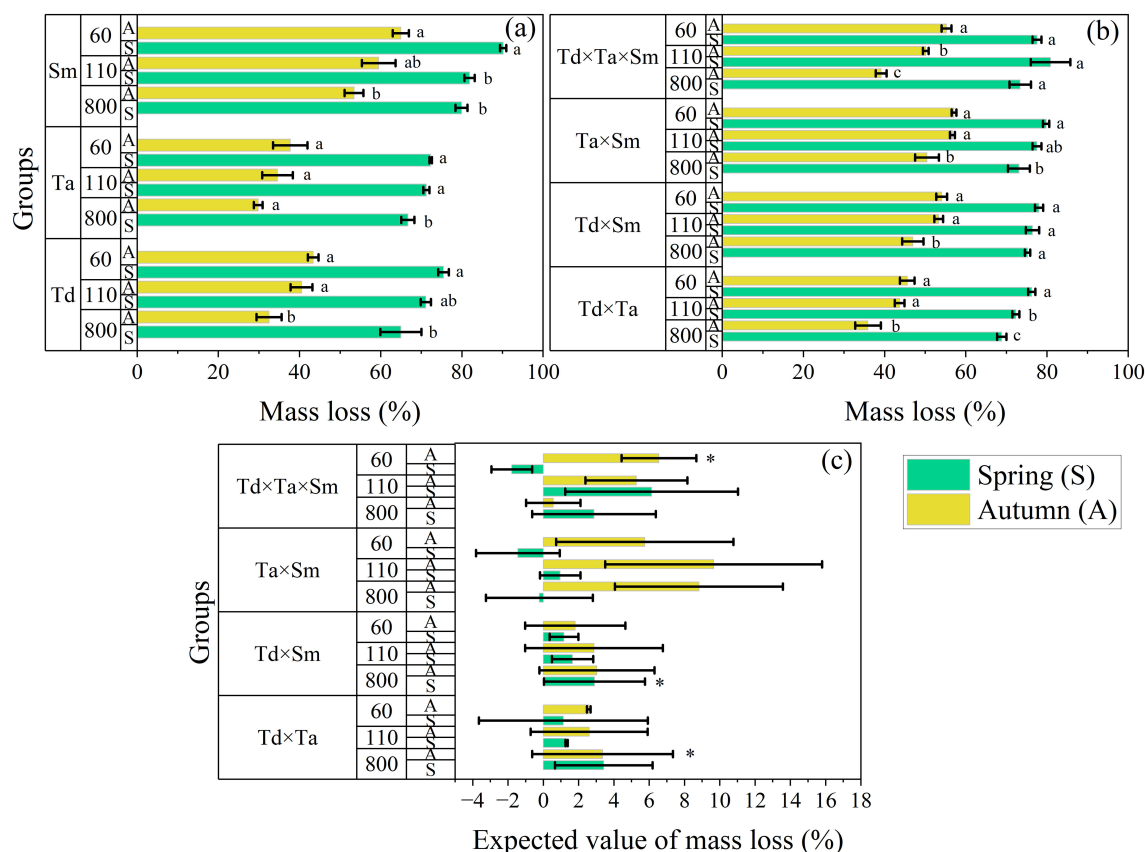 (a)
Groups
Sm
60
A
a
S
a
110
A
ab
S
b
800
A
b
S
b
Ta
60
A
a
S
a
110
A
a
S
a
800
A
a
S
b
Td
60
A
a
S
a
110
A
a
S
ab
800
A
b
S
b
0 20 40 60 80 100
Mass loss (%)
(b)
Td×Ta×Sm
60
A
a
S
a
110
A
b
S
a
800
A
c
S
a
Ta×Sm
60
A
a
S
a
110
A
a
S
ab
800
A
b
S
b
Td×Sm
60
A
a
S
a
110
A
a
S
a
800
A
b
S
a
Td×Ta
60
A
a
S
a
110
A
a
S
b
800
A
b
S
c
0 20 40 60 80 100
Mass loss (%)
(c)
Groups
Td×Ta×Sm
60
A
*
S
110
A
S
800
A
S
Ta×Sm
60
A
S
110
A
S
800
A
S
Td×Sm
60
A
S
110
A
S
800
A
S
*
Td×Ta
60
A
S
110
A
S
800
A
*
S
−4 −2 0 2 4 6 8 10 12 14 16 18
Expected value of mass loss (%)
Spring (S)
Autumn (A)